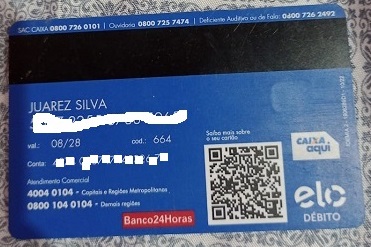 SAC CAIXA 0800 726 0101 | Ouvidoria 0800 725 7474 | Deficiente Auditivo ou de Fala: 0800 726 2492
JUAREZ SILVA
val.: 08/28 cod.: 664
Conta:
Atendimento Comercial
4004 0104 - Capitais e Regiões Metropolitanas
0800 104 0104 - Demais regiões
Banco24Horas
Saiba mais sobre
o seu cartão
CAIXA
aqui
elo
DÉBITO